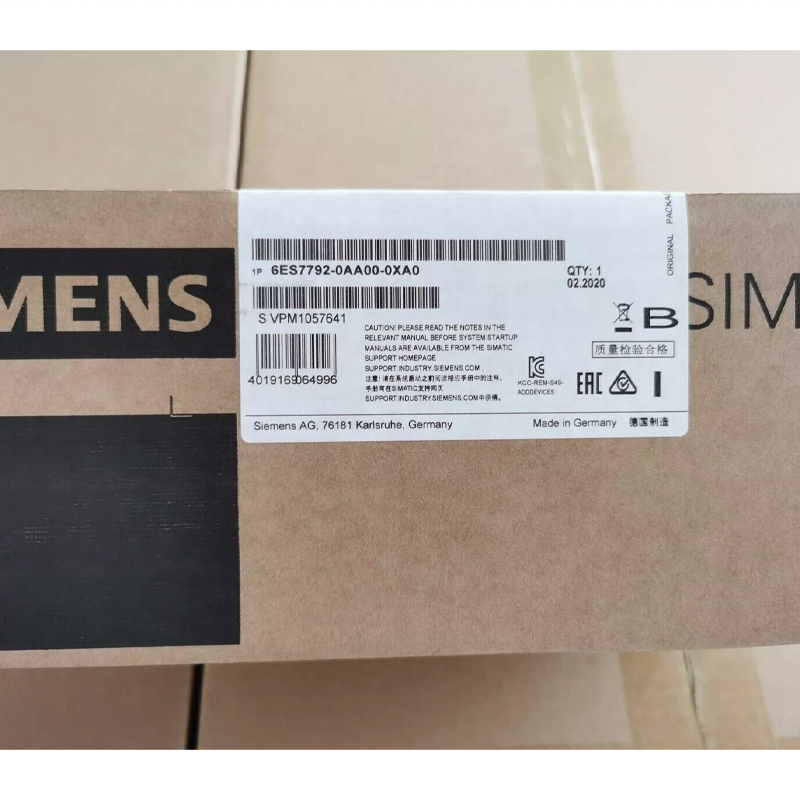 EMENS
1P 6ES7792-0AA00-0XA0
QTY: 1
02.2020
S VPM1057641
4019169064996
CAUTION! PLEASE READ THE NOTES IN THE
RELEVANT MANUAL BEFORE SYSTEM STARTUP
MANUALS ARE AVAILABLE FROM THE SIMATIC
SUPPORT HOMEPAGE
SUPPORT.INDUSTRY.SIEMENS.COM
注意!请在系统启动之前阅读相应手册中的注释。
手册可在SIMATIC支持网页
SUPPORT.INDUSTRY.SIEMENS.COM中获得。
KCC-REM-S49-
ACCDEVICES
B
质量检验合格
EAC
Siemens AG, 76181 Karlsruhe, Germany
Made in Germany 德国制造
ORIGINAL PACKA
SIM